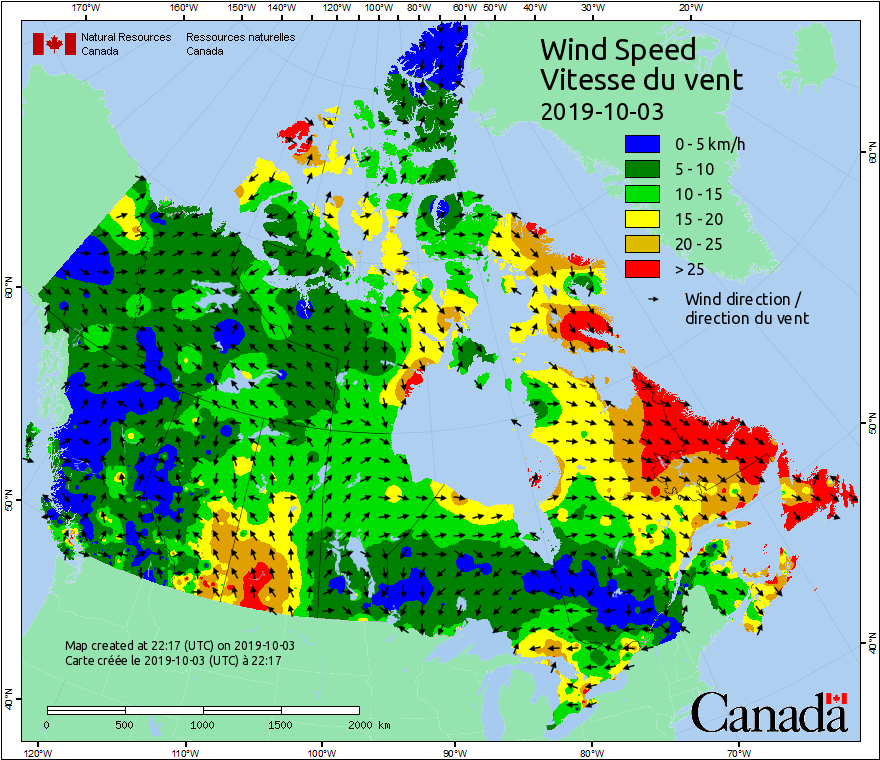 170°W 160°W 150°W 140°W 130°W 120°W 110°W 100°W 90°W 80°W 70°W 60°W 50°W 40°W 30°W 20°W
Natural Resources Ressources naturelles
Canada Canada
Wind Speed
Vitesse du vent
2019-10-03
0 - 5 km/h
5 - 10
10 - 15
15 - 20
20 - 25
> 25
Wind direction /
direction du vent
60°N 60°N
50°N 50°N
40°N 40°N
Map created at 22:17 (UTC) on 2019-10-03
Carte créée le 2019-10-03 (UTC) à 22:17
0 500 1000 1500 2000 km
Canada
120°W 110°W 100°W 90°W 80°W 70°W